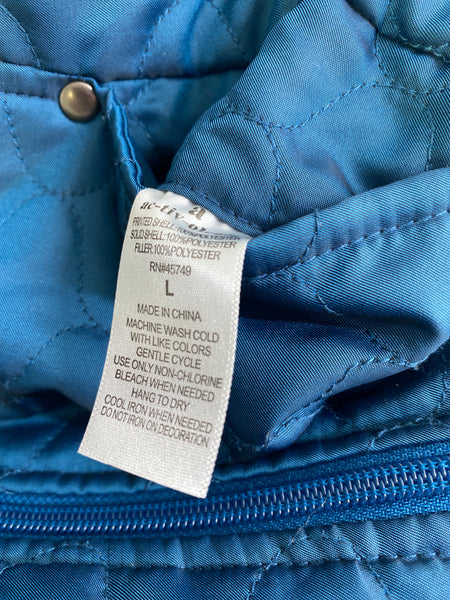 a
PRINTED SHELL:100%POLYESTER
SOLID SHELL:100%POLYESTER
FILLER:100%POLYESTER
RN#45749
L
MADE IN CHINA
MACHINE WASH COLD
WITH LIKE COLORS
GENTLE CYCLE
USE ONLY NON-CHLORINE
BLEACH WHEN NEEDED
HANG TO DRY
COOL IRON WHEN NEEDED
DO NOT IRON ON DECORATION